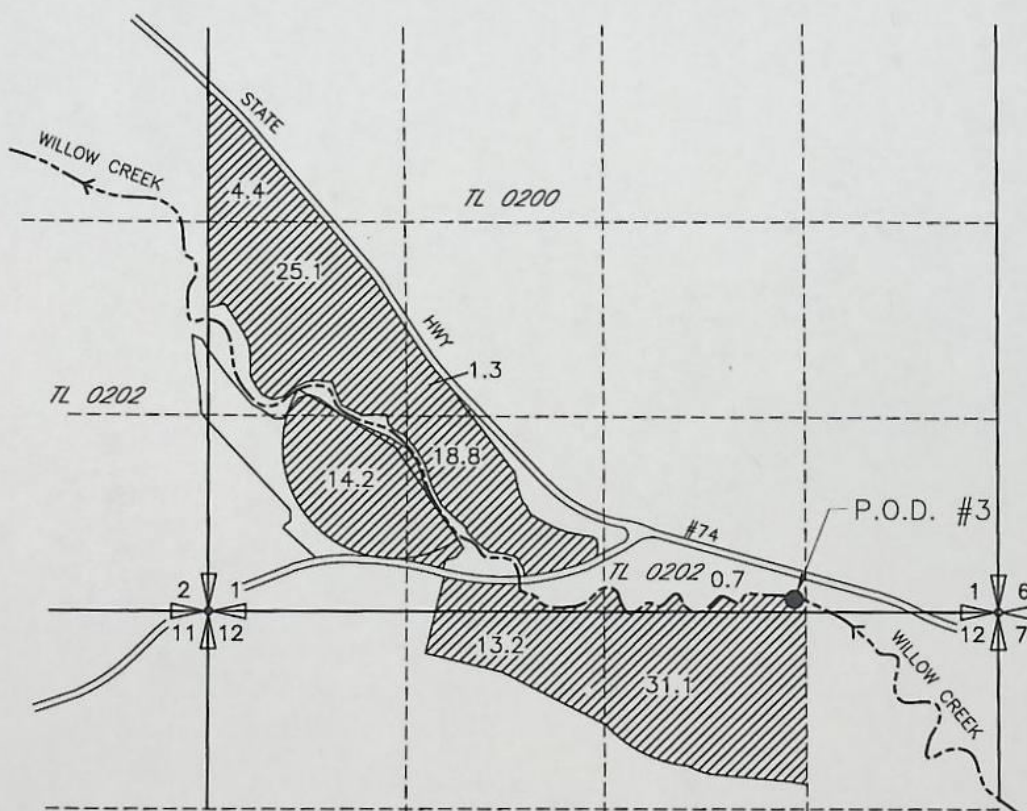 STATE
WILLOW CREEK
4.4
TL 0200
25.1
HWY
1.3
TL 0202
18.8
14.2
P.O.D. #3
#74
TL 0202
0.7
2 1
11 12
1 6
12 7
13.2
31.1
WILLOW CREEK